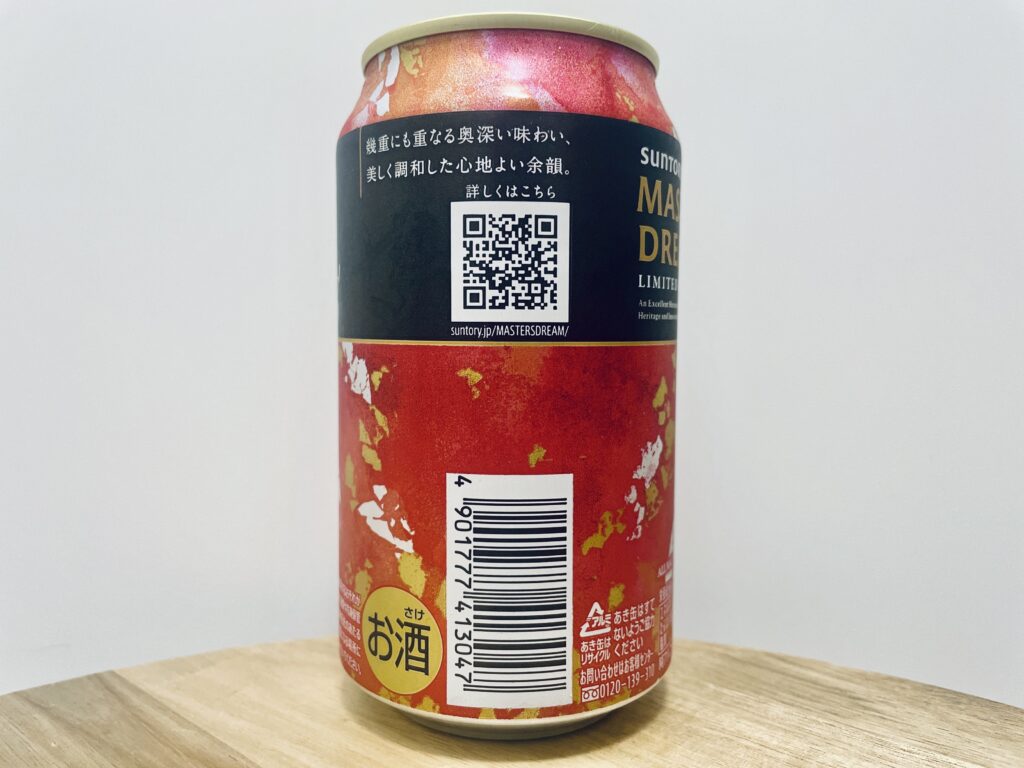 幾重にも重なる奥深い味わい、
美しく調和した心地よい余韻。
詳しくはこちら
suntory.jp/MASTERSDREAM/
SUNTO
MAS
DRE
LIMITED
An Excellent
Heritage and
4 901777 413047
さけ
お酒
アルミ
あき缶は
リサイクル
あき缶はすて
ないようご協力
ください
お問い合わせはお客様センター
0120-139-310